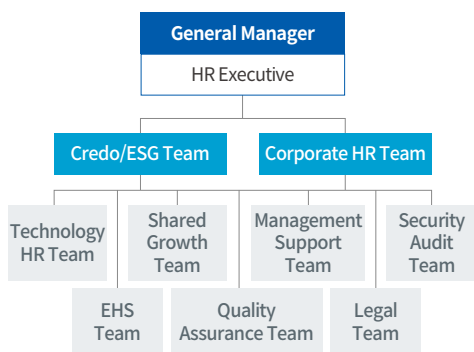 General Manager
HR Executive
Credo/ESG Team
Corporate HR Team
Technology
HR Team
Shared
Growth
Team
Management
Support
Team
Security
Audit
Team
EHS
Team
Quality
Assurance Team
Legal
Team